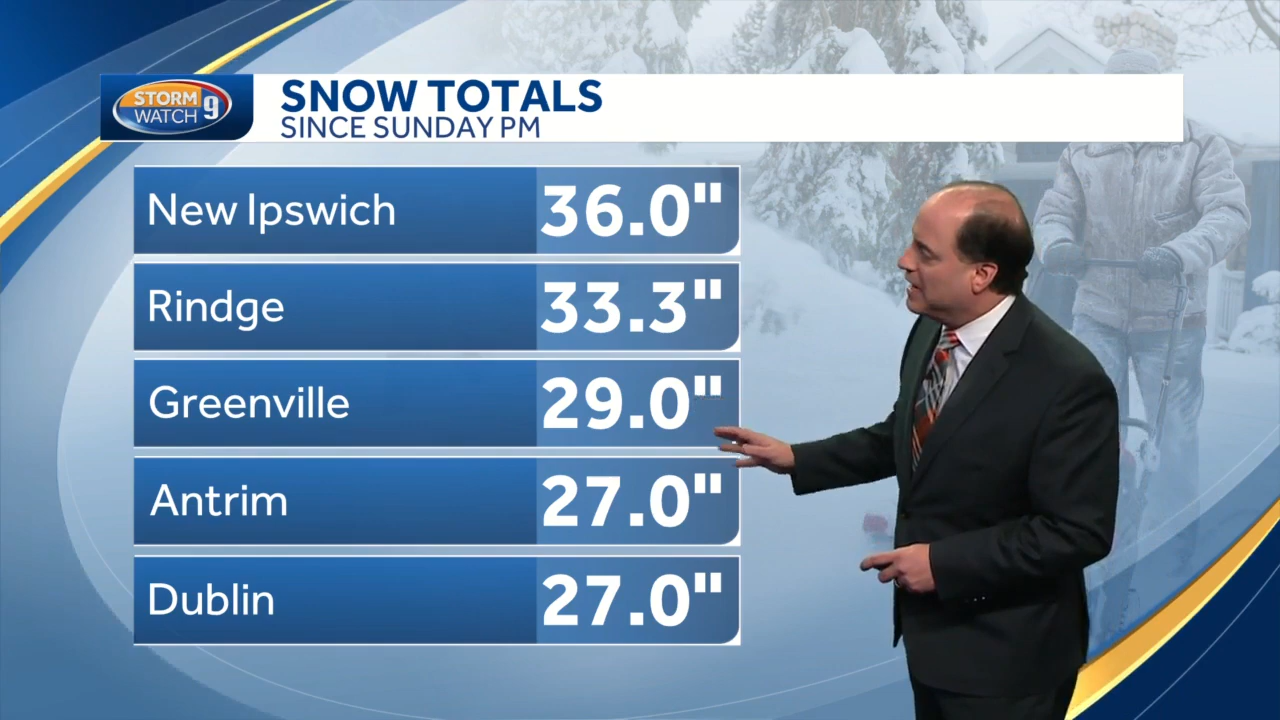 STORM
WATCH 9
SNOW TOTALS
SINCE SUNDAY PM
New Ipswich 36.0"
Rindge 33.3"
Greenville 29.0"
Antrim 27.0"
Dublin 27.0"